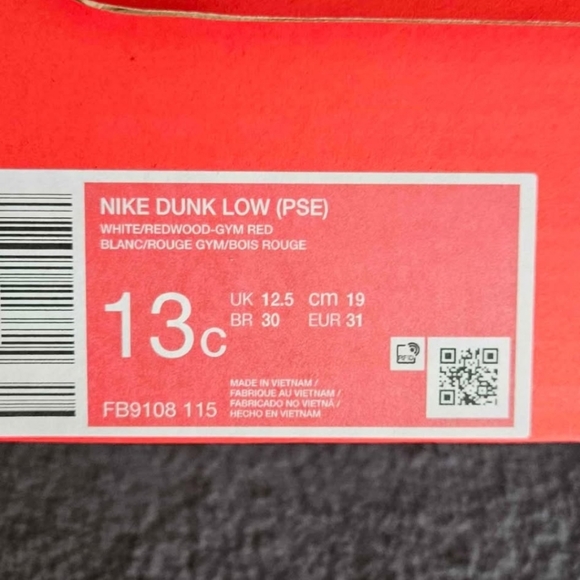 NIKE DUNK LOW (PSE)
WHITE/REDWOOD-GYM RED
BLANC/ROUGE GYM/BOIS ROUGE
13C
UK 12.5 cm 19
BR 30 EUR 31
RFID
FB9108 115
MADE IN VIETNAM /
FABRIQUE AU VIETNAM /
FABRICADO NO VIETNÃ /
HECHO EN VIETNAM